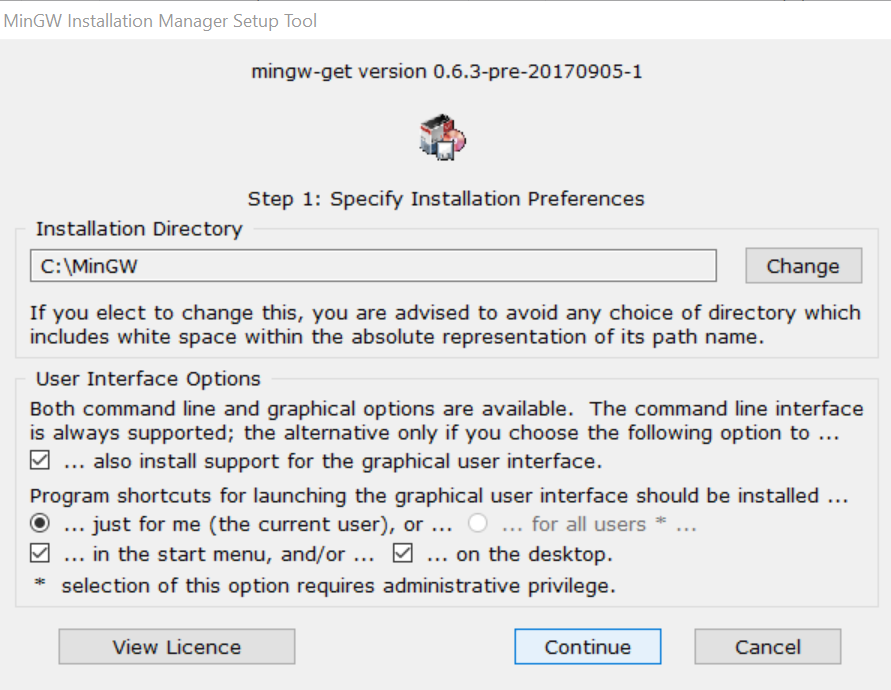 MinGW Installation Manager Setup Tool
mingw-get version 0.6.3-pre-20170905-1
Step 1: Specify Installation Preferences
Installation Directory
C:\MinGW
Change
If you elect to change this, you are advised to avoid any choice of directory which
includes white space within the absolute representation of its path name.
User Interface Options
Both command line and graphical options are available.  The command line interface
is always supported; the alternative only if you choose the following option to ...
... also install support for the graphical user interface.
Program shortcuts for launching the graphical user interface should be installed ...
... just for me (the current user), or ... ... for all users * ...
... in the start menu, and/or ... ... on the desktop.
* selection of this option requires administrative privilege.
View Licence Continue Cancel